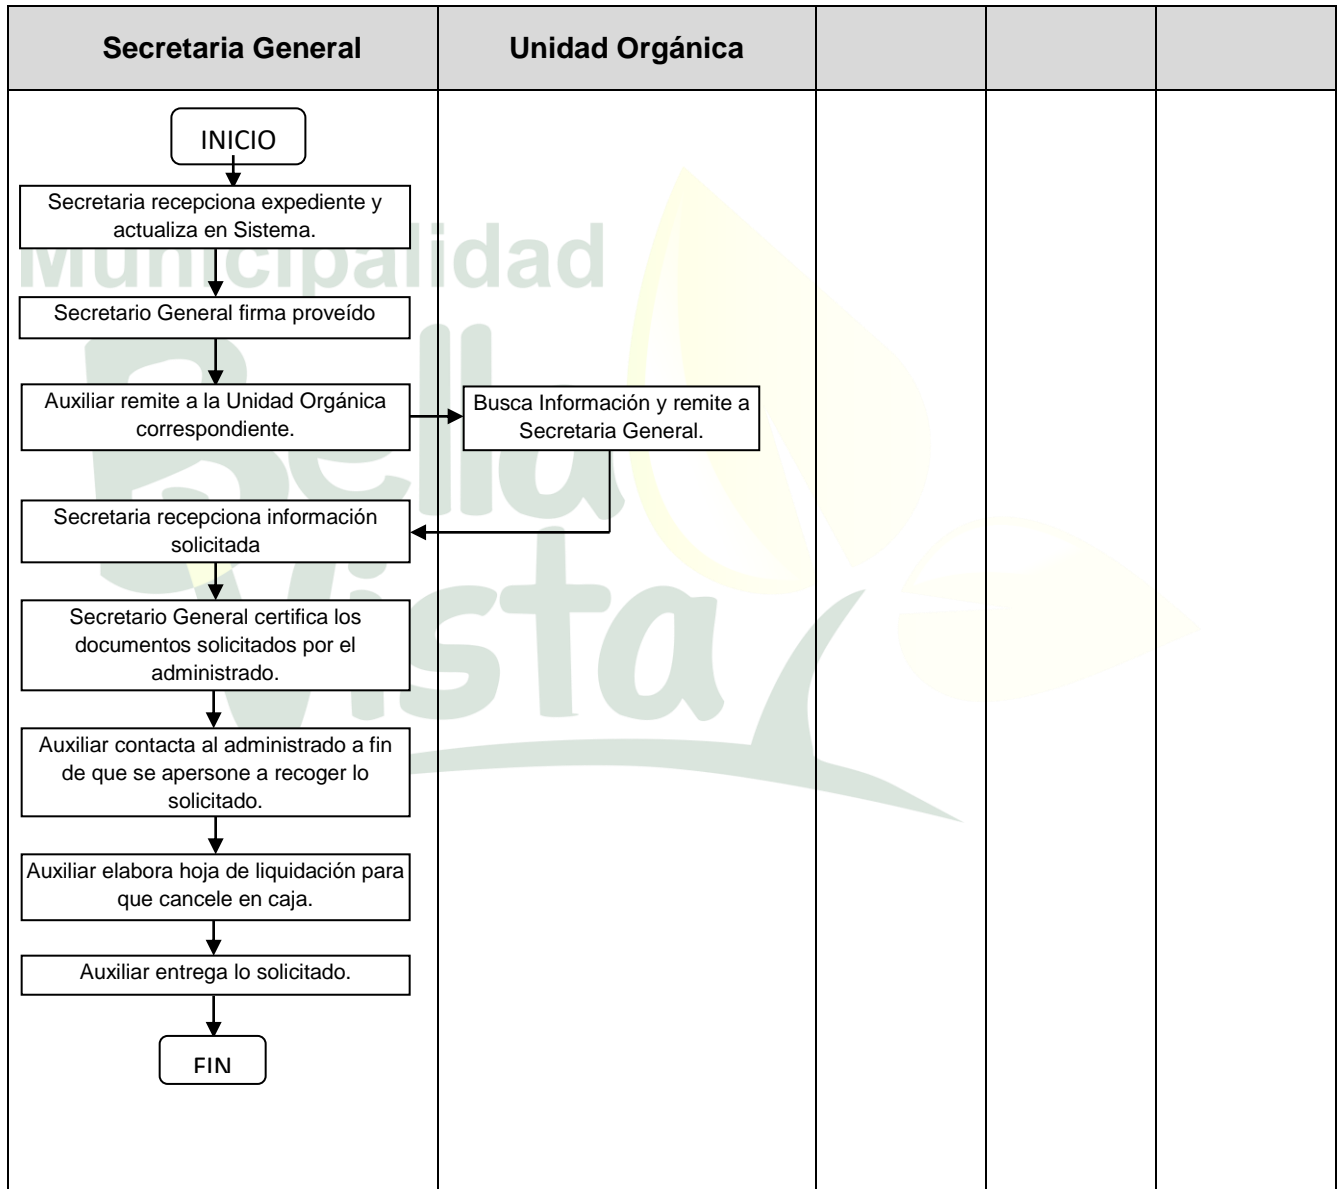 Secretaria General
Unidad Orgánica
INICIO
Secretaria recepciona expediente y
actualiza en Sistema.
Municipalidad
Bella
Vista
Secretario General firma proveído
Auxiliar remite a la Unidad Orgánica
correspondiente.
Busca Información y remite a
Secretaria General.
Secretaria recepciona información
solicitada
Secretario General certifica los
documentos solicitados por el
administrado.
Auxiliar contacta al administrado a fin
de que se apersone a recoger lo
solicitado.
Auxiliar elabora hoja de liquidación para
que cancele en caja.
Auxiliar entrega lo solicitado.
FIN